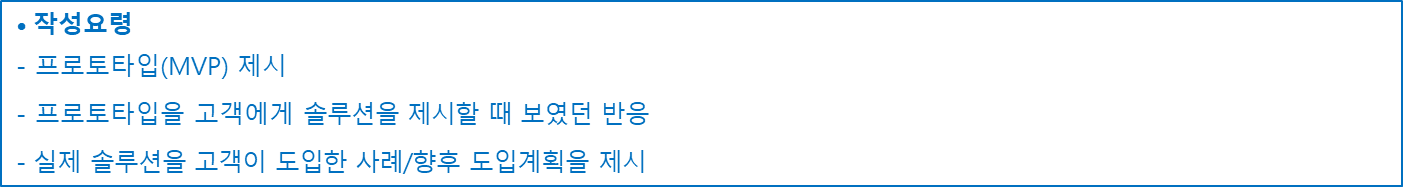 • 작성요령
- 프로토타입(MVP) 제시
- 프로토타입을 고객에게 솔루션을 제시할 때 보였던 반응
- 실제 솔루션을 고객이 도입한 사례/향후 도입계획을 제시